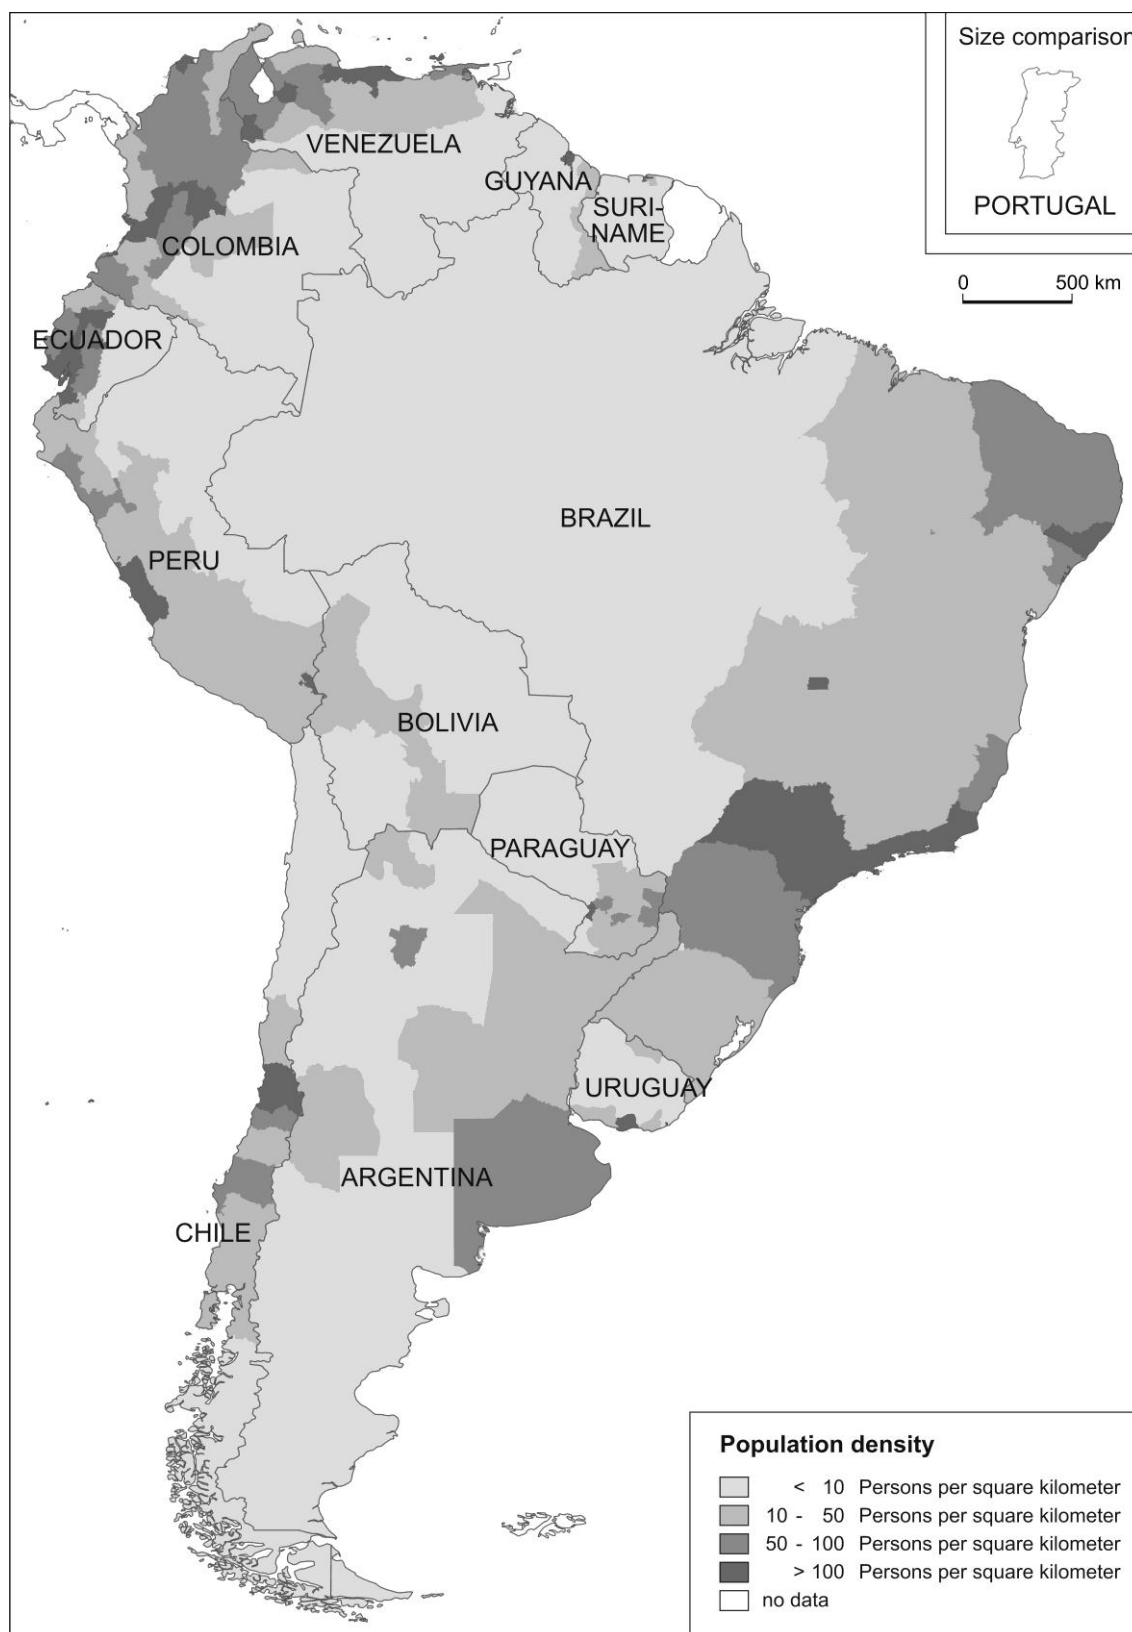 Size comparison
PORTUGAL
0 500 km
VENEZUELA
GUYANA
SURI-
NAME
COLOMBIA
ECUADOR
BRAZIL
PERU
BOLIVIA
PARAGUAY
URUGUAY
ARGENTINA
CHILE
Population density
< 10 Persons per square kilometer
10 - 50 Persons per square kilometer
50 - 100 Persons per square kilometer
> 100 Persons per square kilometer
no data